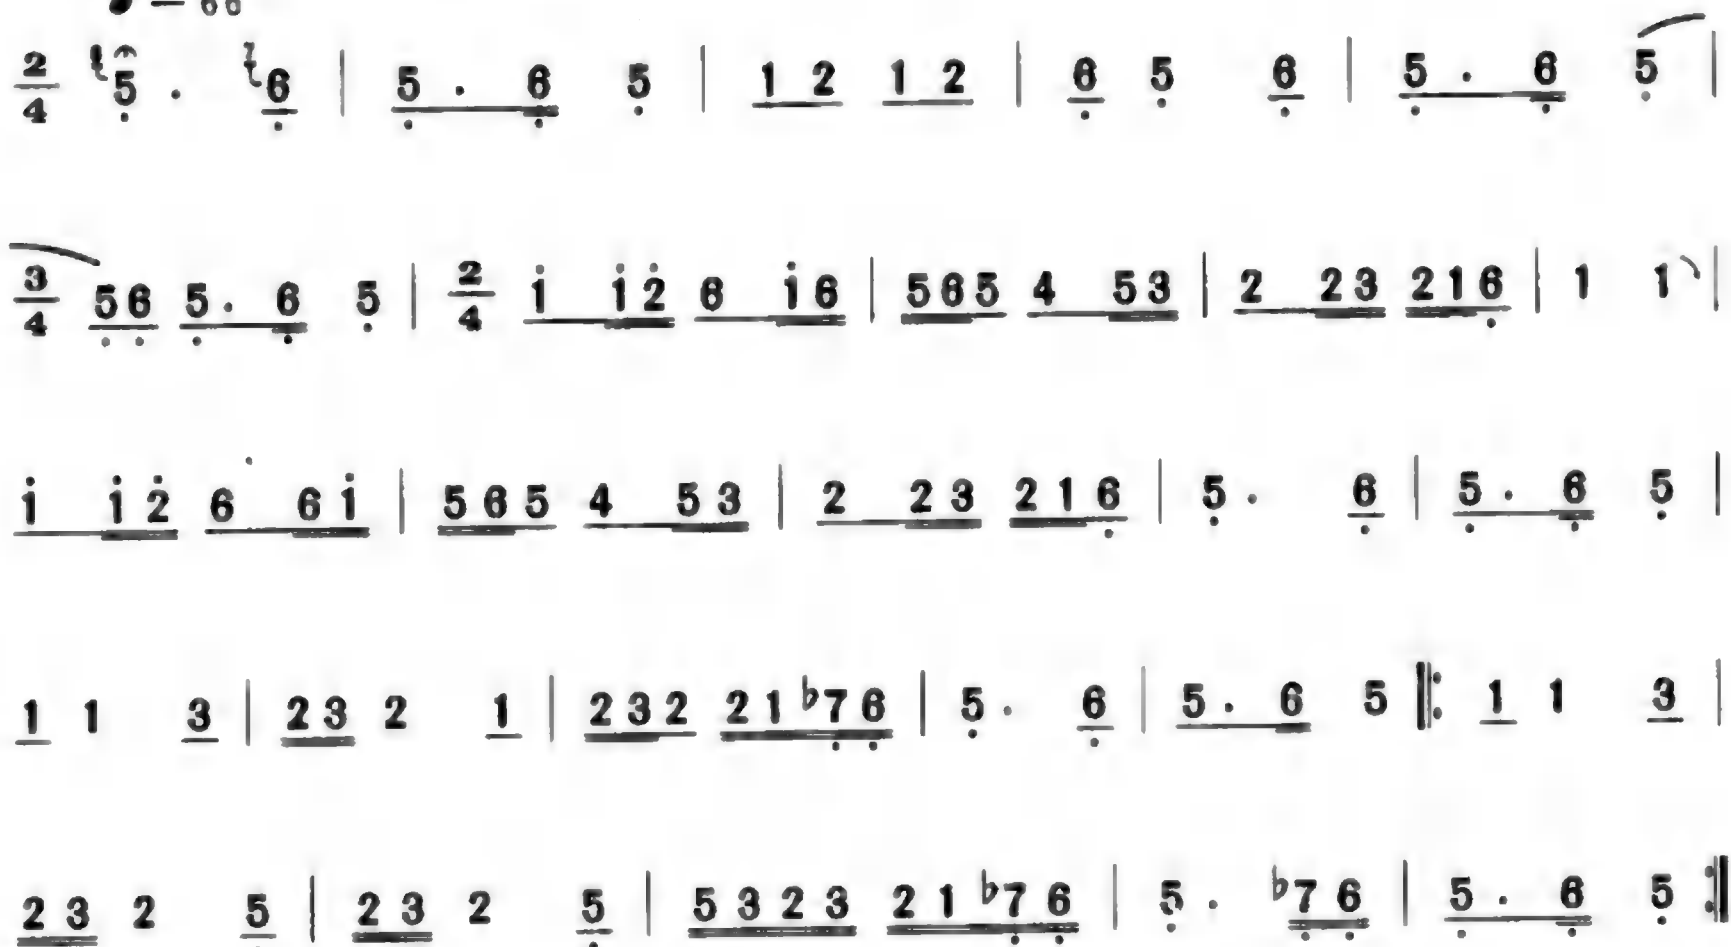 2/4 5̣ . 6̣ | 5̣ . 6̣ 5̣ | 1 2 1 2 | 6̣ 5̣ 6̣ | 5̣ . 6̣ 5̣ |
3/4 5̣ 6̣ 5̣ . 6̣ 5̣ | 2/4 i̇ i̇ 2̇ 6 i̇ 6 | 5 6 5 4 5 3 | 2 2 3 2 1 6̣ | 1 1 |
i̇ i̇ 2̇ 6 6 i̇ | 5 6 5 4 5 3 | 2 2 3 2 1 6̣ | 5̣ . 6̣ | 5̣ . 6̣ 5̣ |
1 1 3 | 2 3 2 1 | 2 3 2 2 1 ♭7̣ 6̣ | 5̣ . 6̣ | 5 . 6 5 ‖: 1 1 3 |
2 3 2 5̣ | 2 3 2 5̣ | 5 3 2 3 2 1 ♭7̣ 6̣ | 5̣ . ♭7̣ 6̣ | 5̣ . 6̣ 5̣ :‖